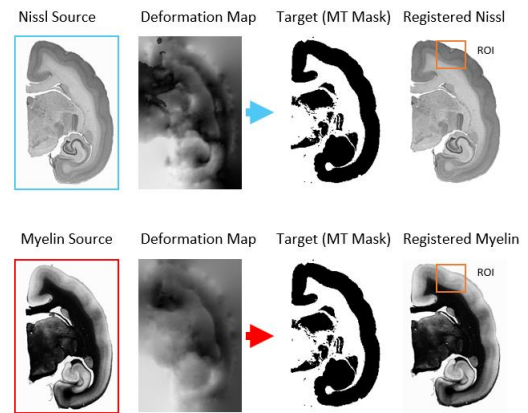 Nissl Source Deformation Map Target (MT Mask) Registered Nissl
ROI
Myelin Source Deformation Map Target (MT Mask) Registered Myelin
ROI